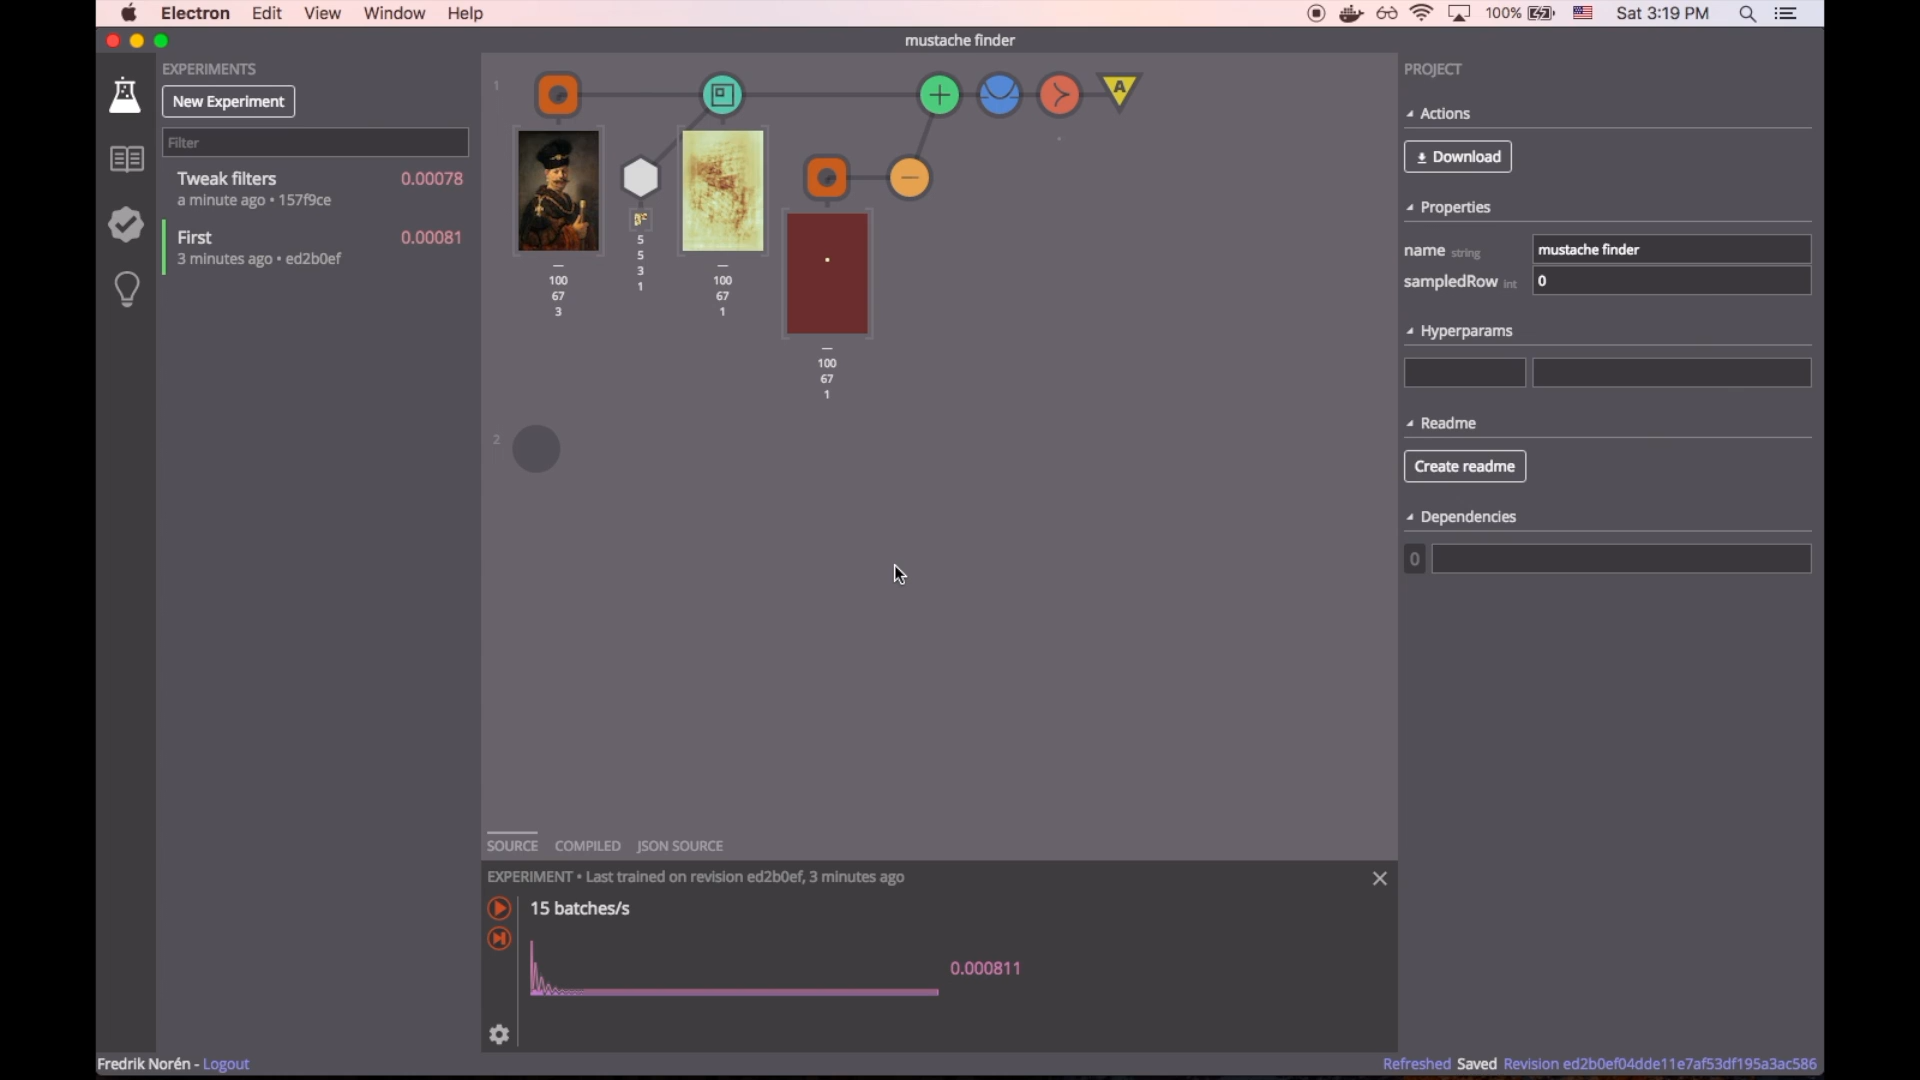 Electron Edit View Window Help 100% Sat 3:19 PM
mustache finder
EXPERIMENTS
New Experiment
Filter
Tweak filters 0.00078
a minute ago • 157f9ce
First 0.00081
3 minutes ago • ed2b0ef
1
A
—
100
67
3
5
5
3
1
—
100
67
1
—
100
67
1
2
SOURCE COMPILED JSON SOURCE
EXPERIMENT • Last trained on revision ed2b0ef, 3 minutes ago
15 batches/s
0.000811
PROJECT
Actions
Download
Properties
name string mustache finder
sampledRow int 0
Hyperparams
Readme
Create readme
Dependencies
0
Fredrik Norén - Logout
Refreshed Saved Revision ed2b0ef04dde11e7af53df195a3ac586